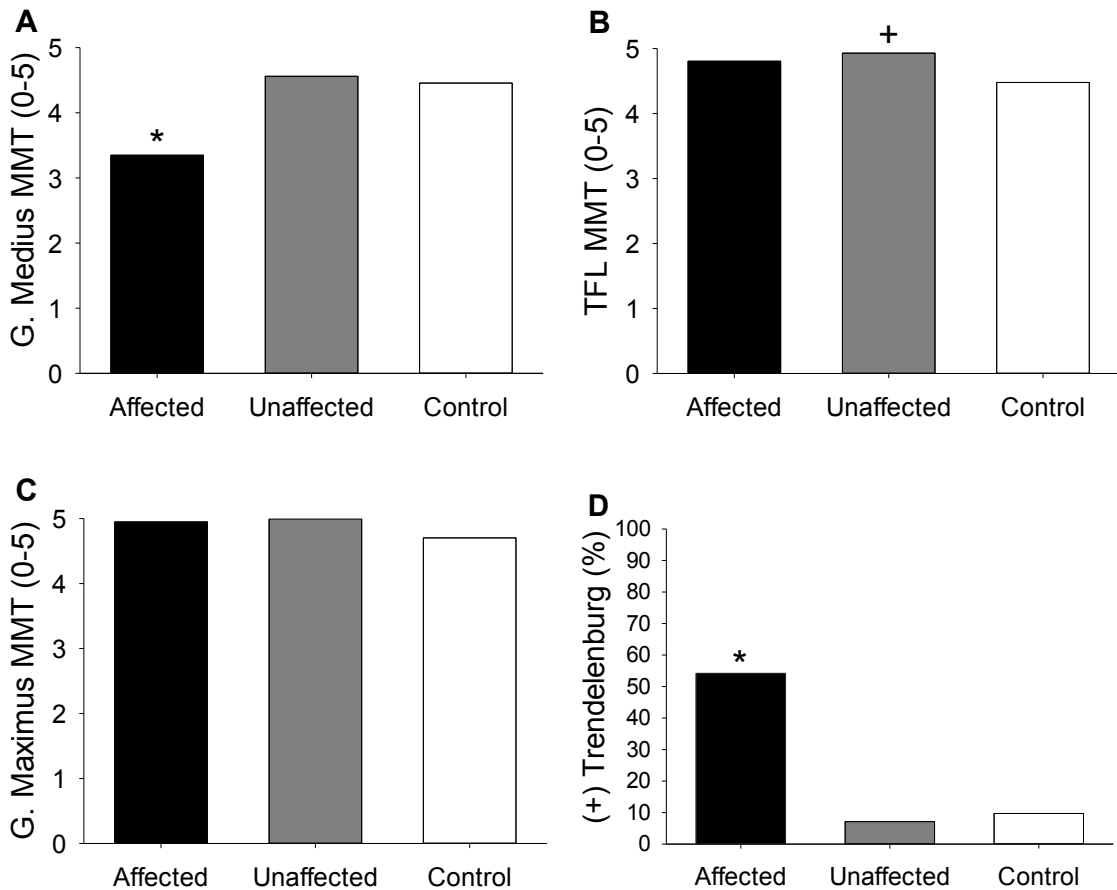 A
G. Medius MMT (0-5)
5
4
3
2
1
0
*
Affected
Unaffected
Control
B
TFL MMT (0-5)
5
4
3
2
1
0
+
Affected
Unaffected
Control
C
G. Maximus MMT (0-5)
5
4
3
2
1
0
Affected
Unaffected
Control
D
(+) Trendelenburg (%)
100
90
80
70
60
50
40
30
20
10
0
*
Affected
Unaffected
Control